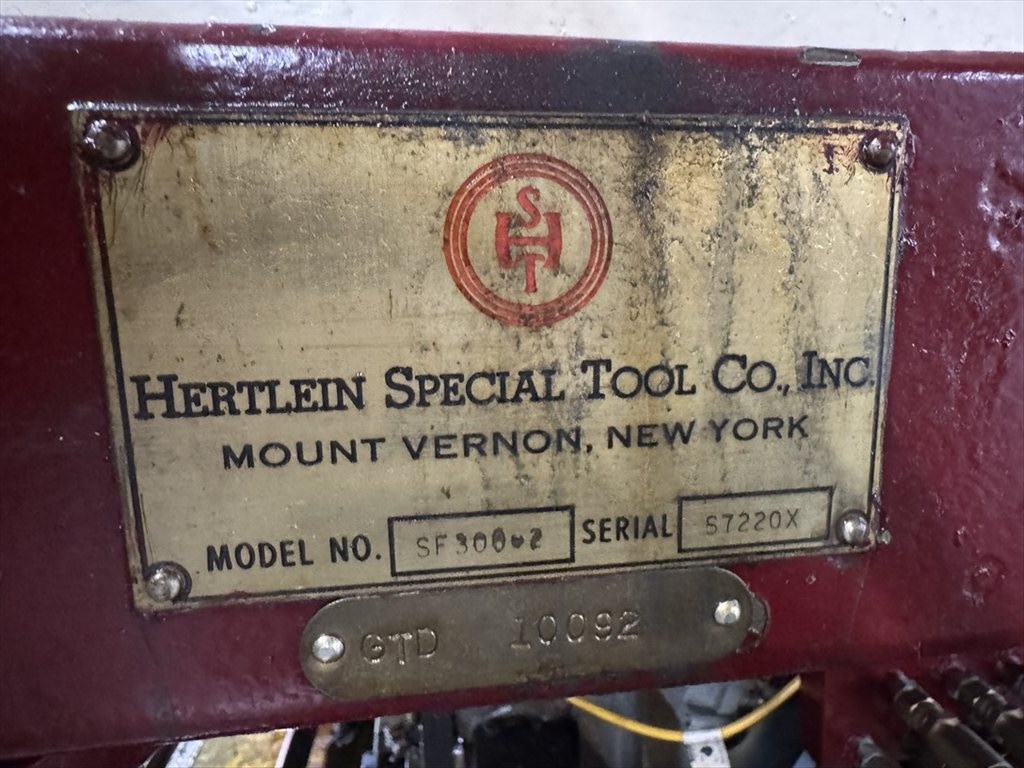 SHT
HERTLEIN SPECIAL TOOL CO., INC.
MOUNT VERNON, NEW YORK
MODEL NO. SERIAL S7220X
GTD 10092